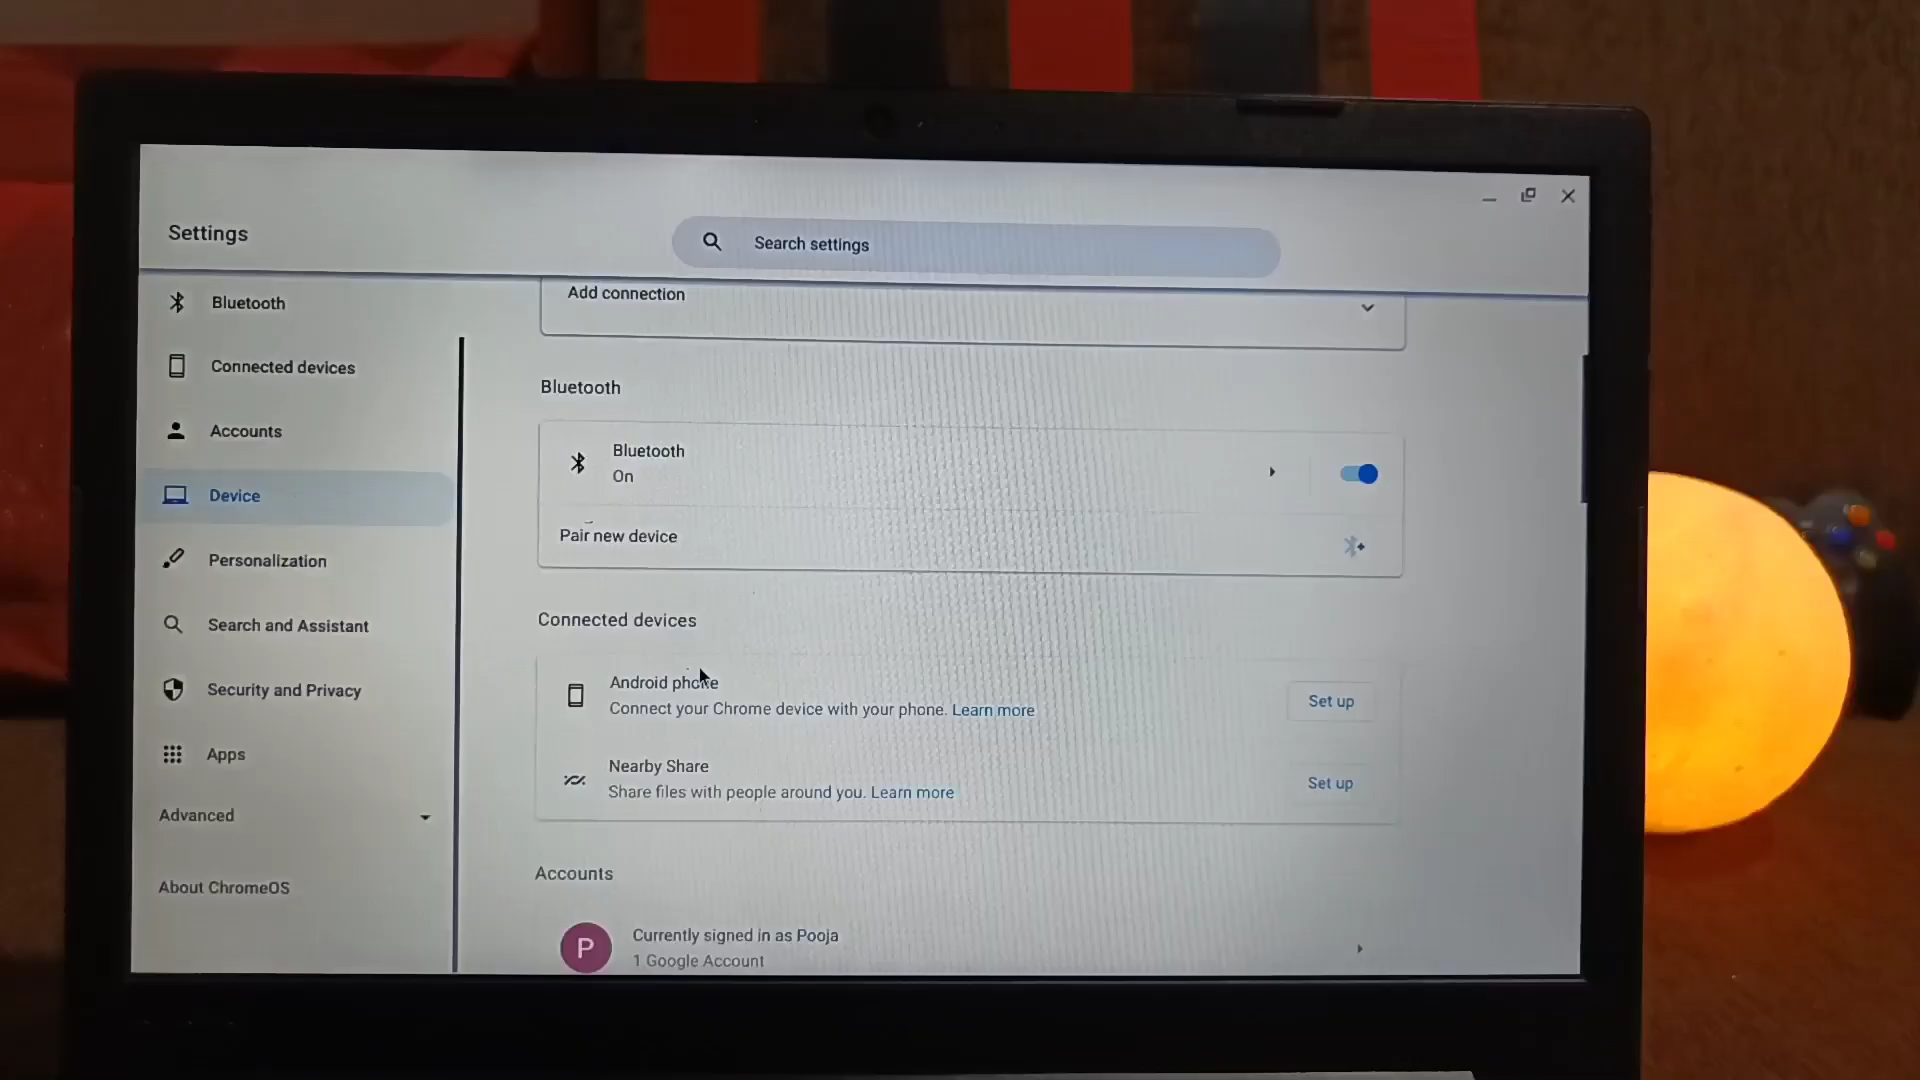 Settings
Search settings
Bluetooth
Connected devices
Accounts
Device
Personalization
Search and Assistant
Security and Privacy
Apps
Advanced
About ChromeOS
Add connection
Bluetooth
Bluetooth
On
Pair new device
Connected devices
Android phone
Connect your Chrome device with your phone. Learn more
Set up
Nearby Share
Share files with people around you. Learn more
Set up
Accounts
P
Currently signed in as Pooja
1 Google Account